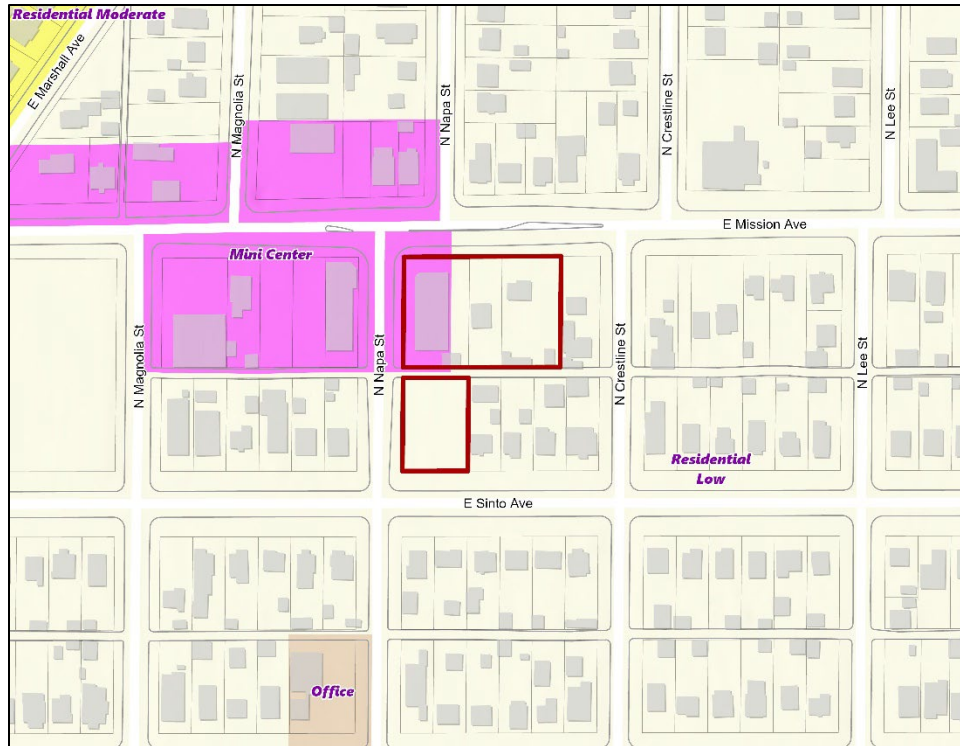 Residential Moderate
E Marshall Ave
N Magnolia St
N Napa St
N Crestline St
N Lee St
E Mission Ave
Mini Center
N Magnolia St
N Napa St
N Crestline St
N Lee St
Residential
Low
E Sinto Ave
Office